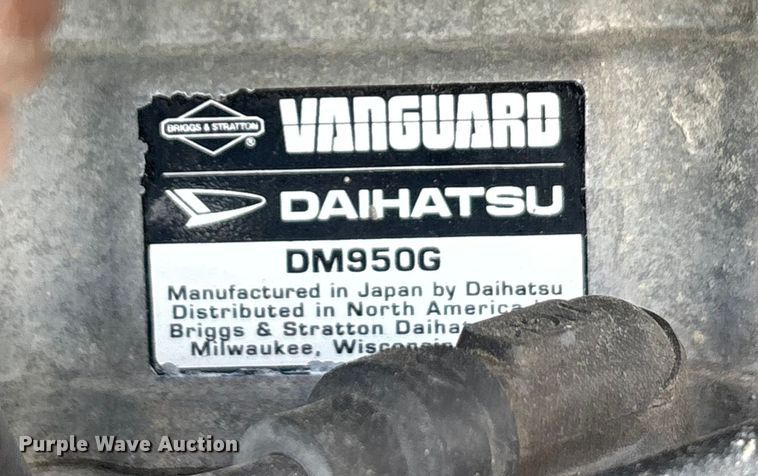 BRIGGS & STRATTON
VANGUARD
DAIHATSU
DM950G
Manufactured in Japan by Daihatsu
Distributed in North America
Briggs & Stratton
Milwaukee,
Purple Wave Auction